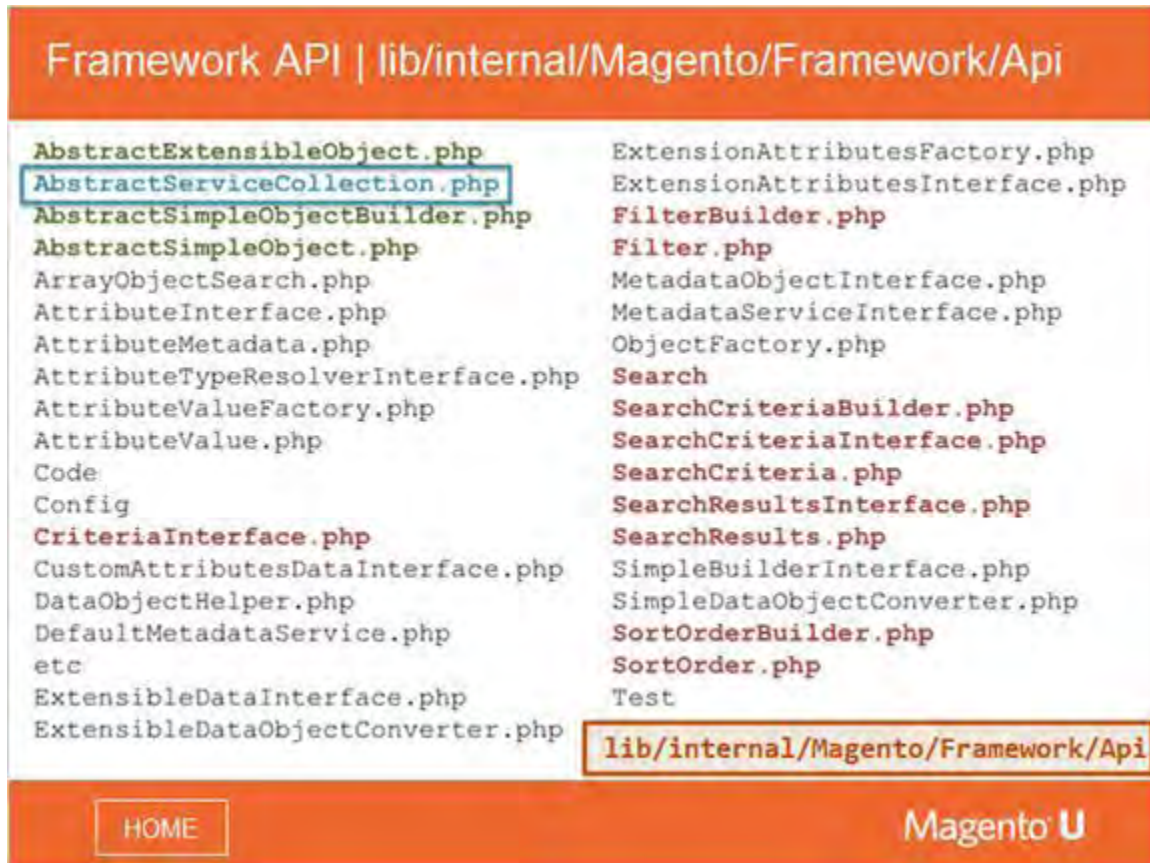 Framework API | lib/internal/Magento/Framework/Api
AbstractExtensibleObject.php
AbstractServiceCollection.php
AbstractSimpleObjectBuilder.php
AbstractSimpleObject.php
ArrayObjectSearch.php
AttributeInterface.php
AttributeMetadata.php
AttributeTypeResolverInterface.php
AttributeValueFactory.php
AttributeValue.php
Code
Config
CriteriaInterface.php
CustomAttributesDataInterface.php
DataObjectHelper.php
DefaultMetadataService.php
etc
ExtensibleDataInterface.php
ExtensibleDataObjectConverter.php
ExtensionAttributesFactory.php
ExtensionAttributesInterface.php
FilterBuilder.php
Filter.php
MetadataObjectInterface.php
MetadataServiceInterface.php
ObjectFactory.php
Search
SearchCriteriaBuilder.php
SearchCriteriaInterface.php
SearchCriteria.php
SearchResultsInterface.php
SearchResults.php
SimpleBuilderInterface.php
SimpleDataObjectConverter.php
SortOrderBuilder.php
SortOrder.php
Test
lib/internal/Magento/Framework/Api
HOME
Magento U